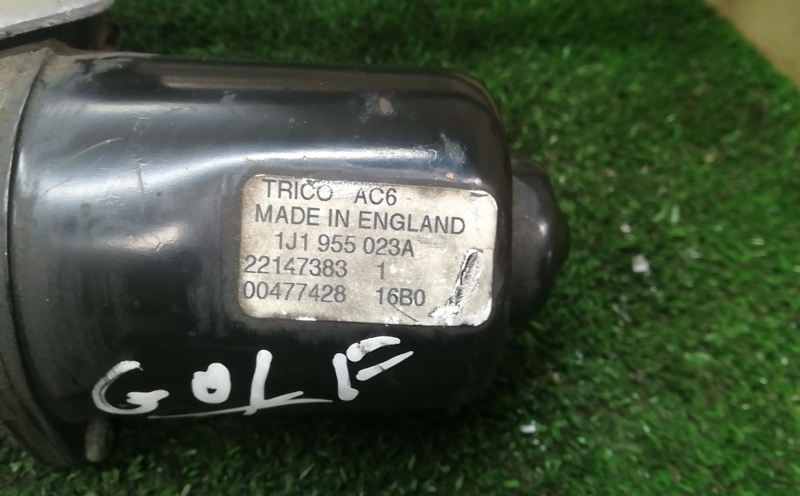 TRICO AC6
MADE IN ENGLAND
1J1 955 023A
22147383 1
00477428 16B0
GOLF